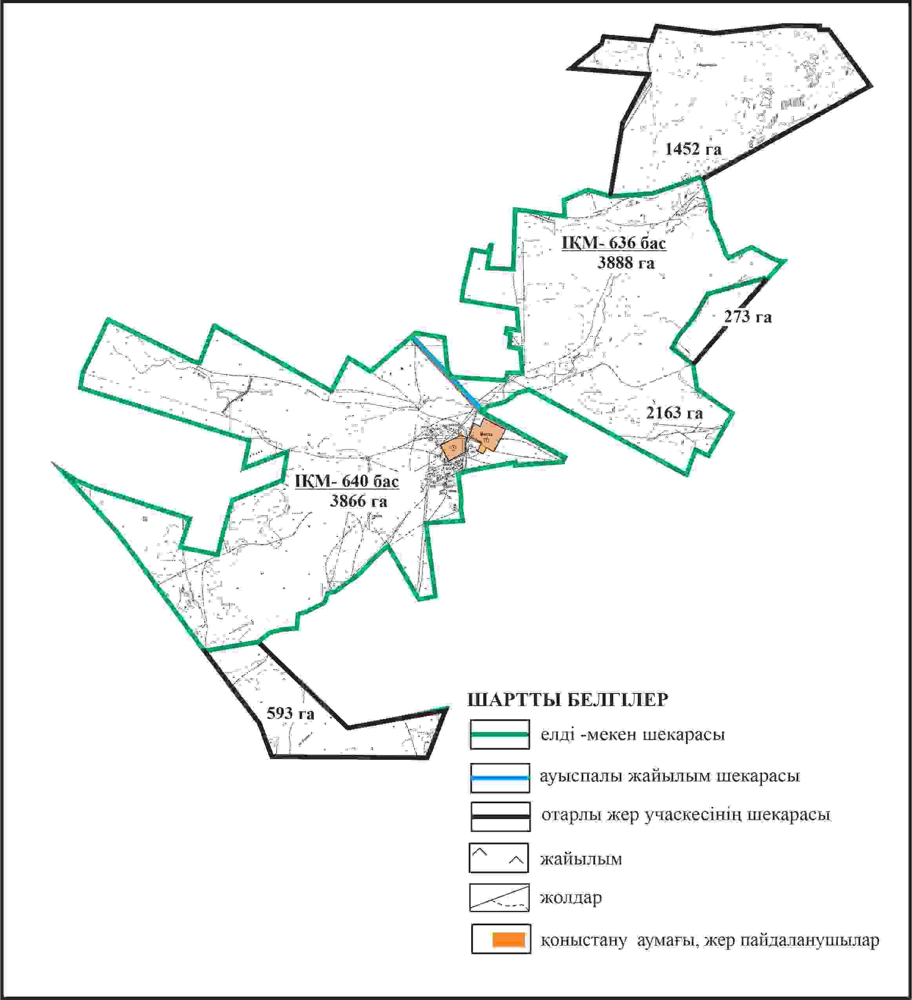 1452 га
ІҚМ- 636 бас
3888 га
273 га
2163 га
ІҚМ- 640 бас
3866 га
593 га
ШАРТТЫ БЕЛГІЛЕР
елді -мекен шекарасы
ауыспалы жайылым шекарасы
отарлы жер учаскесінің шекарасы
жайылым
жолдар
қоныстану аумағы, жер пайдаланушылар